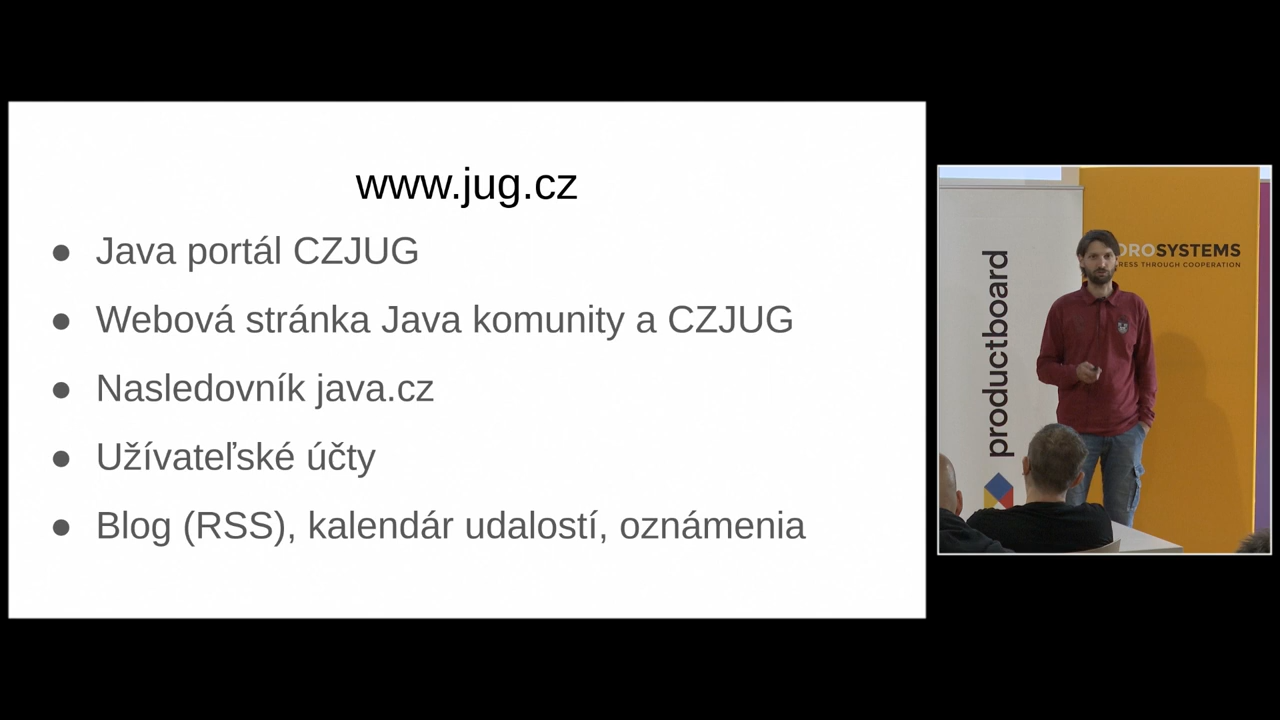 www.jug.cz
● Java portál CZJUG
● Webová stránka Java komunity a CZJUG
● Nasledovník java.cz
● Užívateľské účty
● Blog (RSS), kalendár udalostí, oznámenia
productboard
OROSYSTEMS
THROUGH COOPERATION